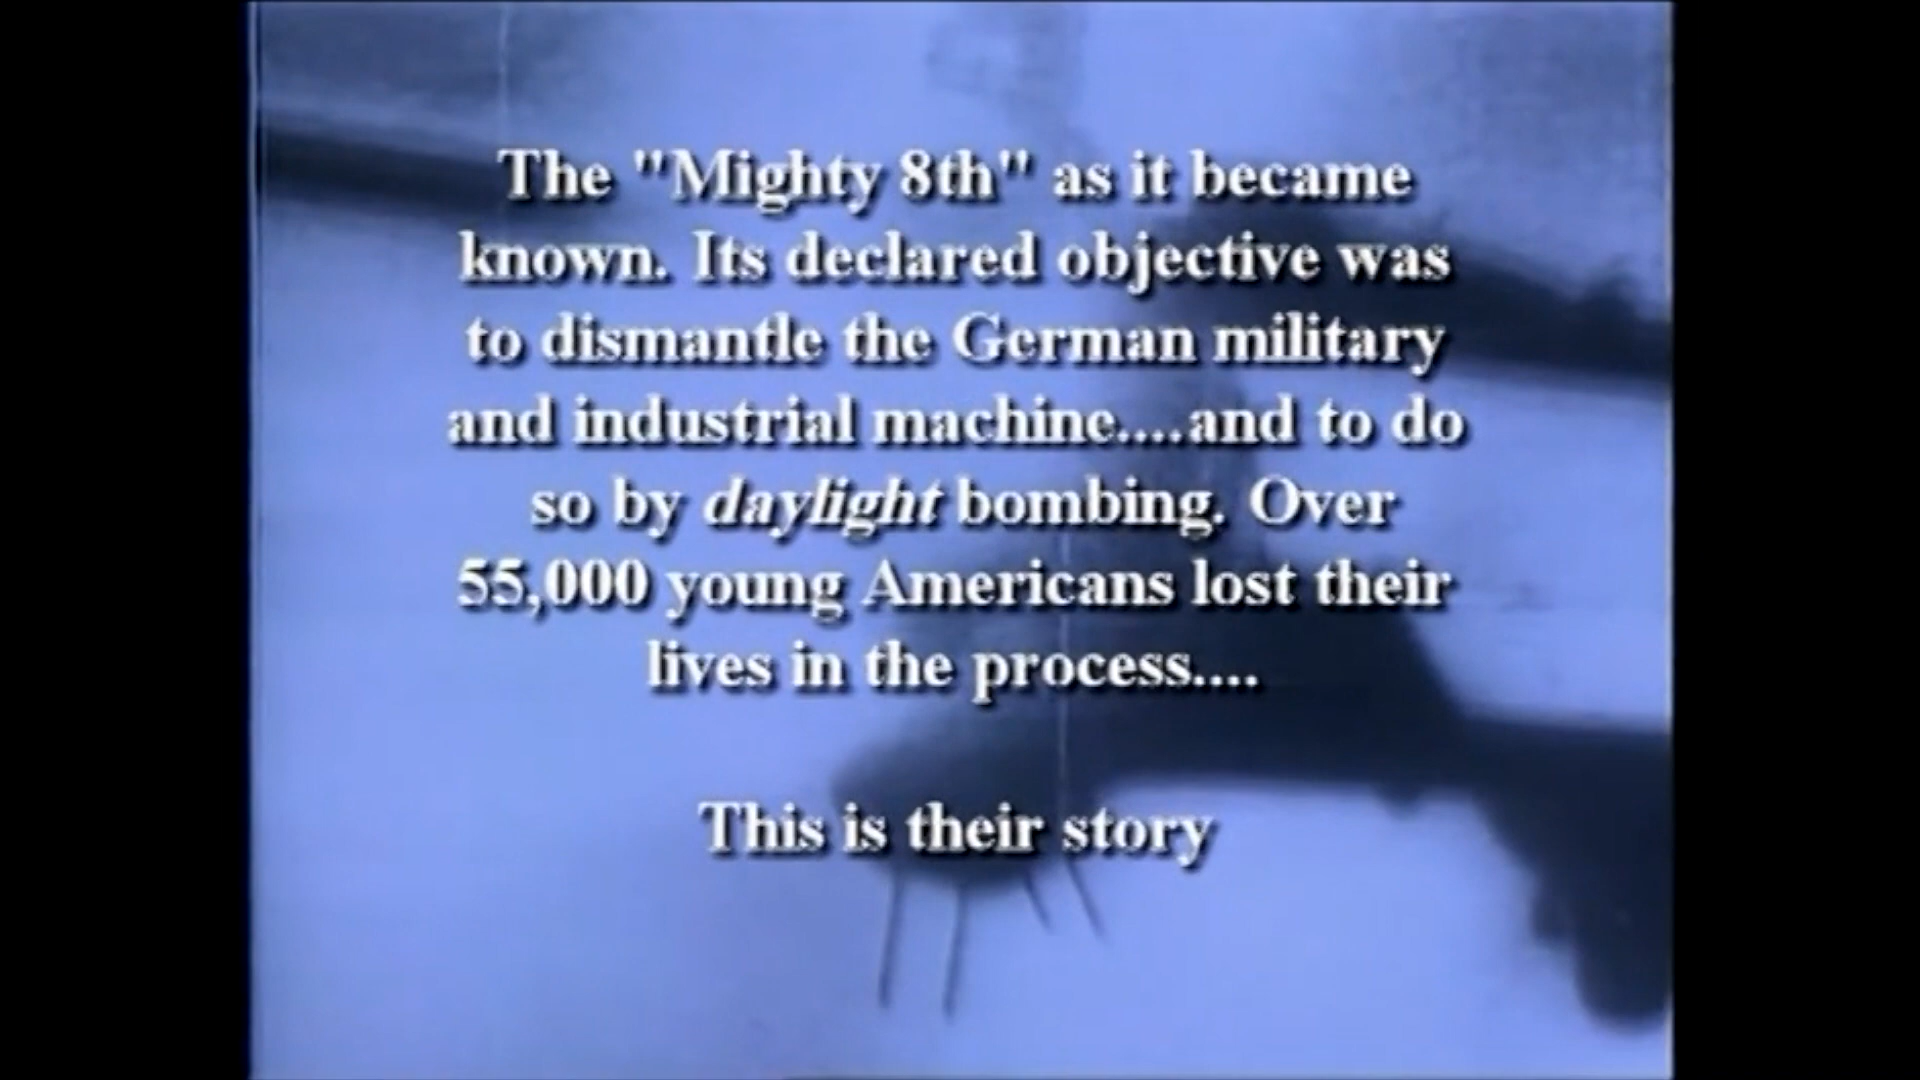 The "Mighty 8th" as it became
known. Its declared objective was
to dismantle the German military
and industrial machine....and to do
so by daylight bombing. Over
55,000 young Americans lost their
lives in the process....
This is their story